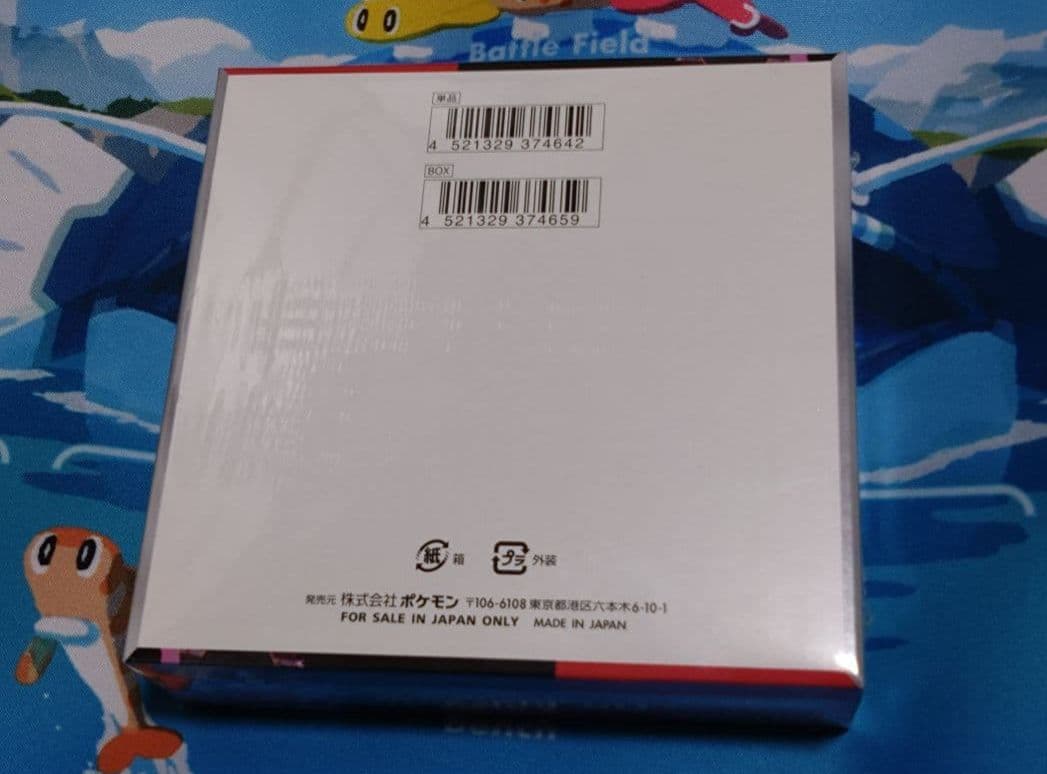 Battle Field
単品
4 521329 374642
BOX
4 521329 374659
紙 箱 プラ 外装
発売元 株式会社 ポケモン 〒106-6108 東京都港区六本木6-10-1
FOR SALE IN JAPAN ONLY MADE IN JAPAN
Bench